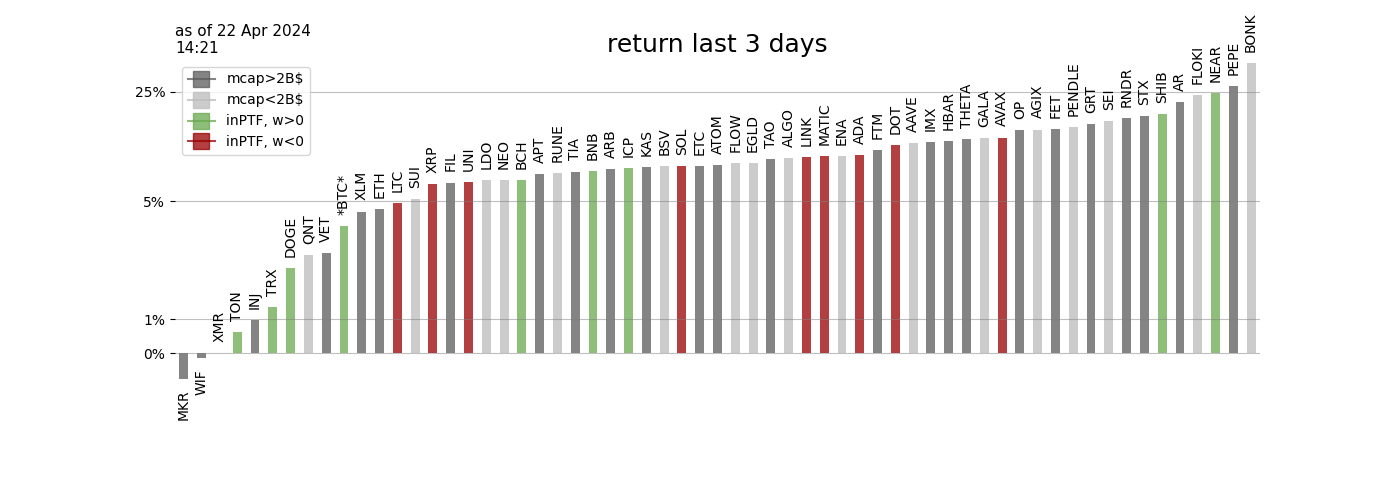 as of 22 Apr 2024
14:21
return last 3 days
mcap>2B$
mcap<2B$
inPTF, w>0
inPTF, w<0
25%
5%
1%
0%
MKR
WIF
XMR
TON
INJ
TRX
DOGE
QNT
VET
*BTC*
XLM
ETH
LTC
SUI
XRP
FIL
UNI
LDO
NEO
BCH
APT
RUNE
TIA
BNB
ARB
ICP
KAS
BSV
SOL
ETC
ATOM
FLOW
EGLD
TAO
ALGO
LINK
MATIC
ENA
ADA
FTM
DOT
AAVE
IMX
HBAR
THETA
GALA
AVAX
OP
AGIX
FET
PENDLE
GRT
SEI
RNDR
STX
SHIB
AR
FLOKI
NEAR
PEPE
BONK